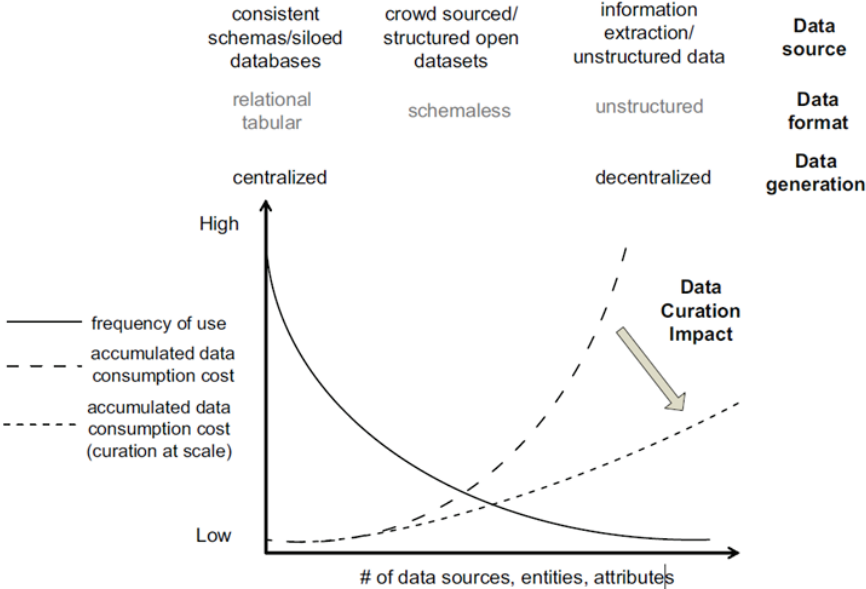 consistent
schemas/siloed
databases
crowd sourced/
structured open
datasets
information
extraction/
unstructured data
Data
source
relational
tabular
schemaless
unstructured
Data
format
centralized
decentralized
Data
generation
High
Data
Curation
Impact
frequency of use
accumulated data
consumption cost
accumulated data
consumption cost
(curation at scale)
Low
# of data sources, entities, attributes